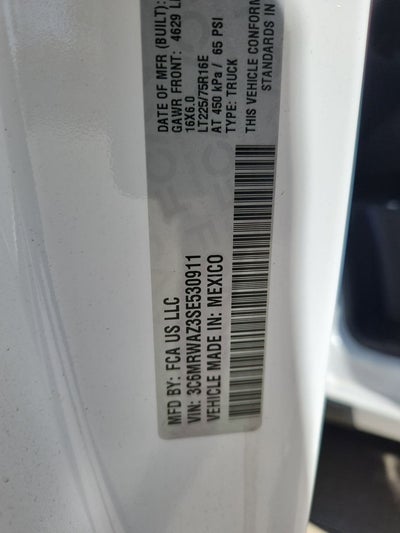 MFD BY: FCA US LLC
VIN: 3C6MRWAZ3SE530911
VEHICLE MADE IN: MEXICO
DATE OF MFR (BUILT):
GAWR FRONT: 4629
16X6.0
LT225/75R16E
AT 450 kPa / 65 PSI
TYPE: TRUCK
THIS VEHICLE
STANDARDS IN